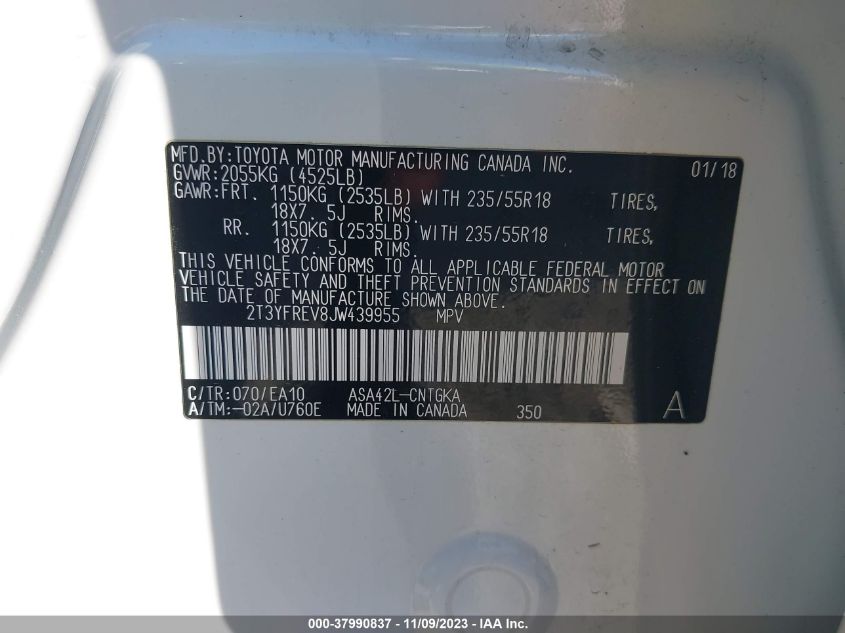 MFD.BY:TOYOTA MOTOR MANUFACTURING CANADA INC. 01/18
GVWR:2055KG (4525LB)
GAWR:FRT. 1150KG (2535LB) WITH 235/55R18 TIRES,
18X7. 5J RIMS.
RR. 1150KG (2535LB) WITH 235/55R18 TIRES,
18X7. 5J RIMS.
THIS VEHICLE CONFORMS TO ALL APPLICABLE FEDERAL MOTOR
VEHICLE SAFETY AND THEFT PREVENTION STANDARDS IN EFFECT ON
THE DATE OF MANUFACTURE SHOWN ABOVE.
2T3YFREV8JW439955 MPV
C/TR:070/EA10 ASA42L-CNTGKA
A/TM:-02A/U760E MADE IN CANADA 350 A
000-37990837 - 11/09/2023 - IAA Inc.